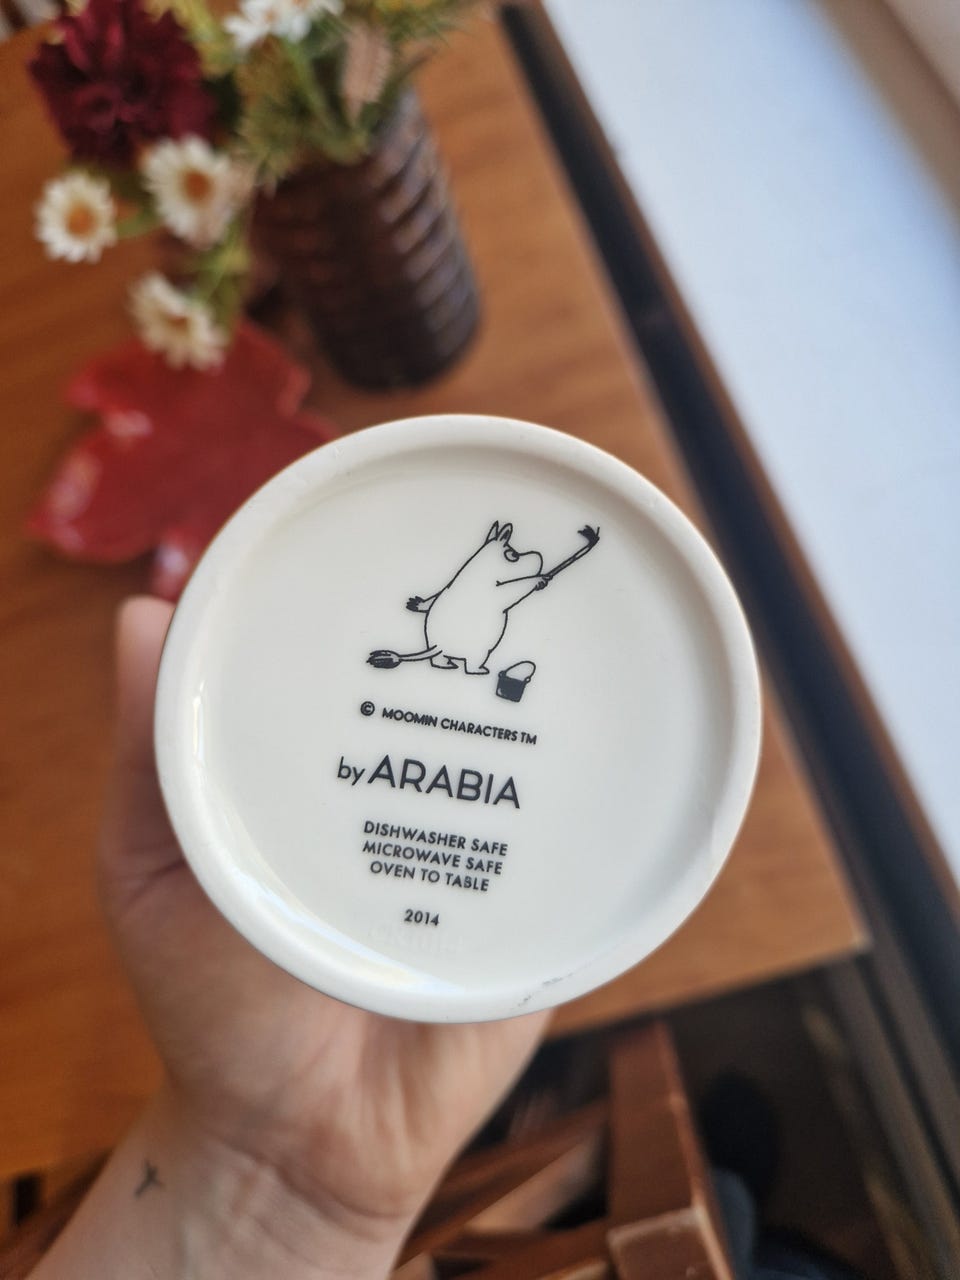 © MOOMIN CHARACTERS TM
by ARABIA
DISHWASHER SAFE
MICROWAVE SAFE
OVEN TO TABLE
2014